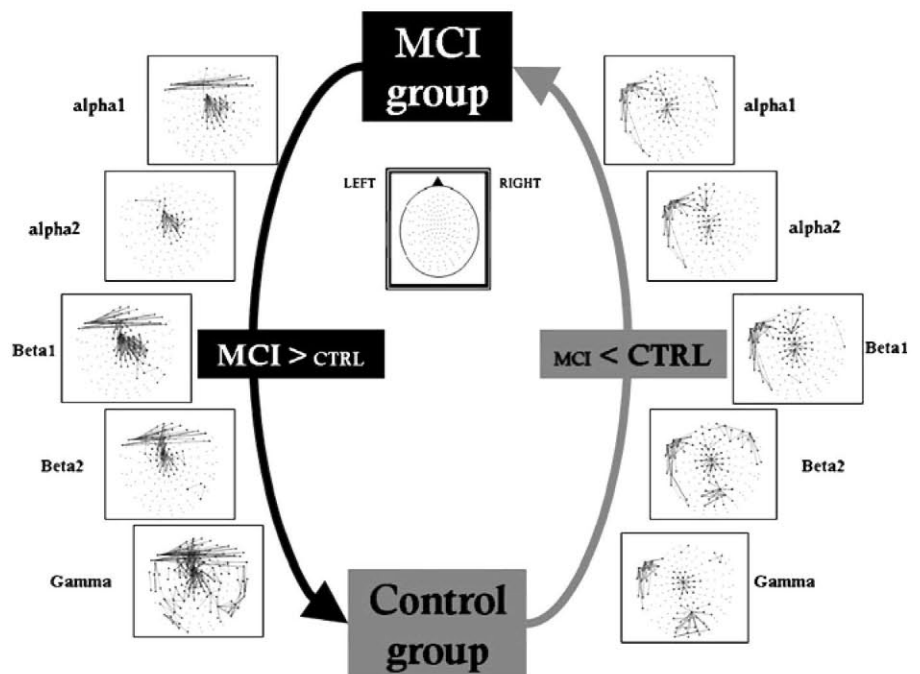 MCI
group
alpha1
alpha1
LEFT
RIGHT
alpha2
alpha2
Beta1
MCI > CTRL
MCI < CTRL
Beta1
Beta2
Beta2
Gamma
Gamma
Control
group